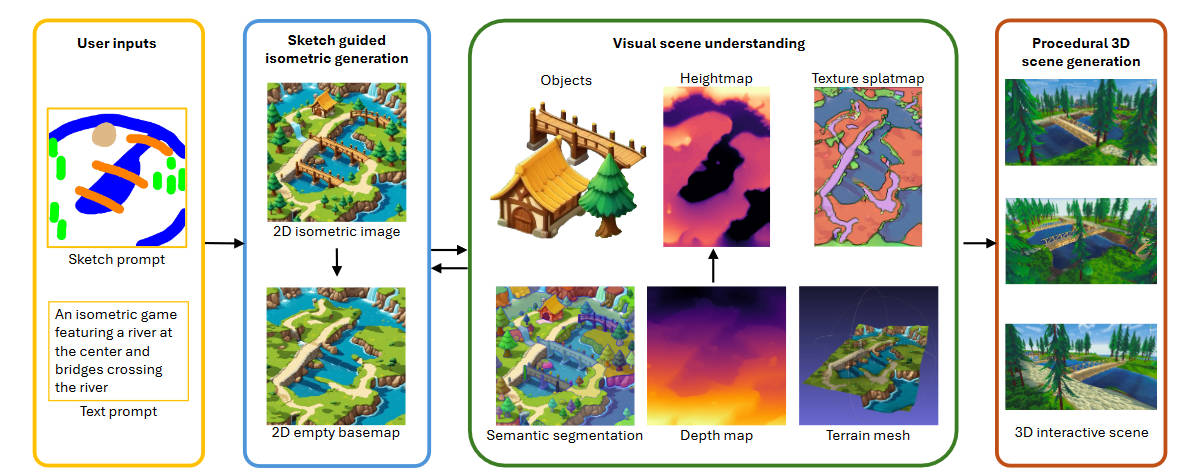 User inputs
Sketch prompt
An isometric game
featuring a river at
the center and
bridges crossing
the river
Text prompt
Sketch guided
isometric generation
2D isometric image
2D empty basemap
Visual scene understanding
Objects
Heightmap
Texture splatmap
Semantic segmentation
Depth map
Terrain mesh
Procedural 3D
scene generation
3D interactive scene